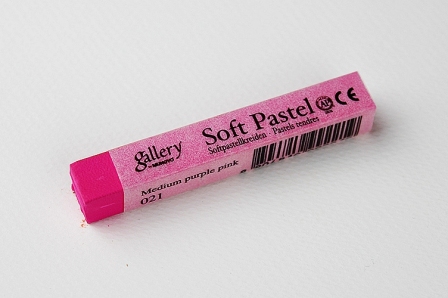 gallery
Soft Pastel
Softpastellkreiden · Pastels tendres
AP CE
Medium purple pink
021